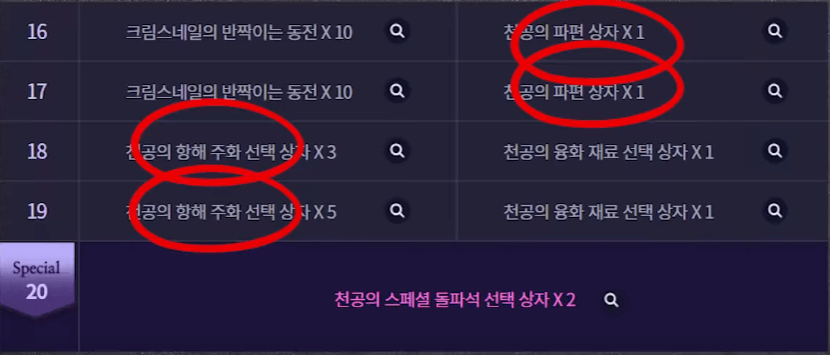 16 크림스네일의 반짝이는 동전 X 10 천공의 파편 상자 X 1
17 크림스네일의 반짝이는 동전 X 10 천공의 파편 상자 X 1
18 천공의 항해 주화 선택 상자 X 3 천공의 융화 재료 선택 상자 X 1
19 천공의 항해 주화 선택 상자 X 5 천공의 융화 재료 선택 상자 X 1
Special
20 천공의 스페셜 돌파석 선택 상자 X 2